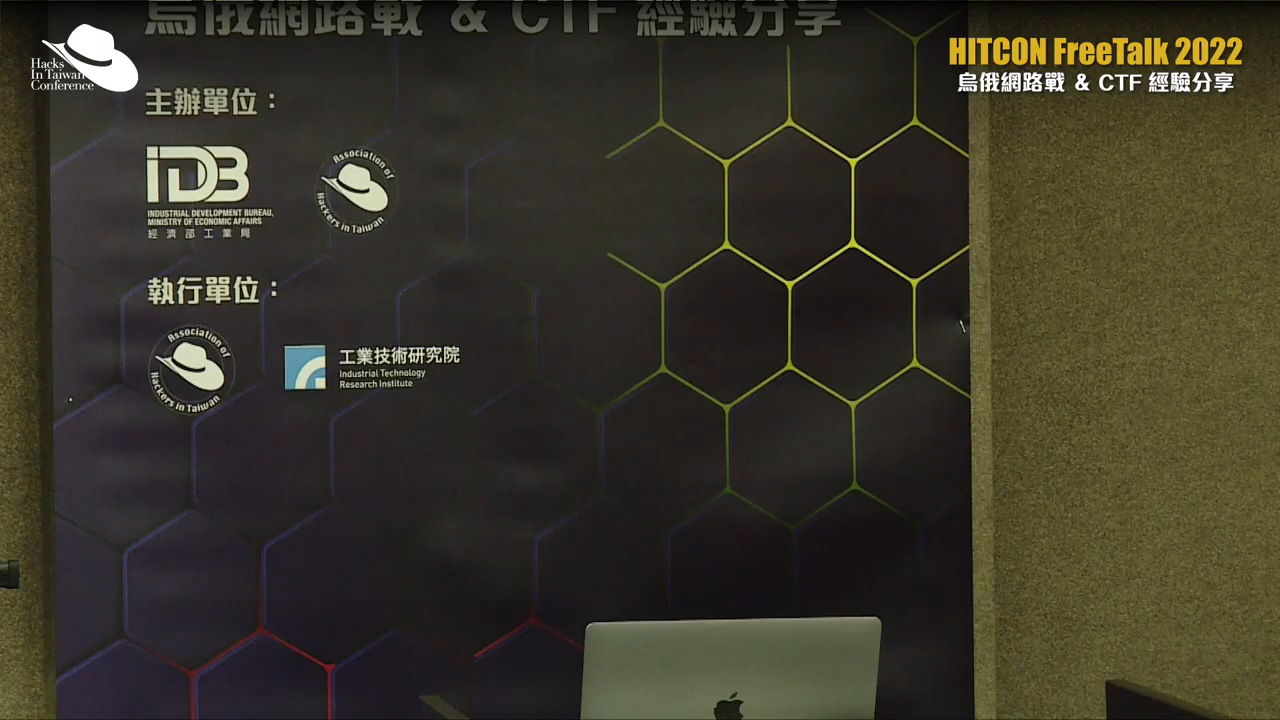 烏俄網路戰 & CTF 經驗分享
Hacks
In Taiwan
Conference
HITCON FreeTalk 2022
烏俄網路戰 & CTF 經驗分享
主辦單位：
IDB
INDUSTRIAL DEVELOPMENT BUREAU,
MINISTRY OF ECONOMIC AFFAIRS
經濟部工業局
Association of
Hackers in Taiwan
執行單位：
Association of
Hackers in Taiwan
工業技術研究院
Industrial Technology
Research Institute